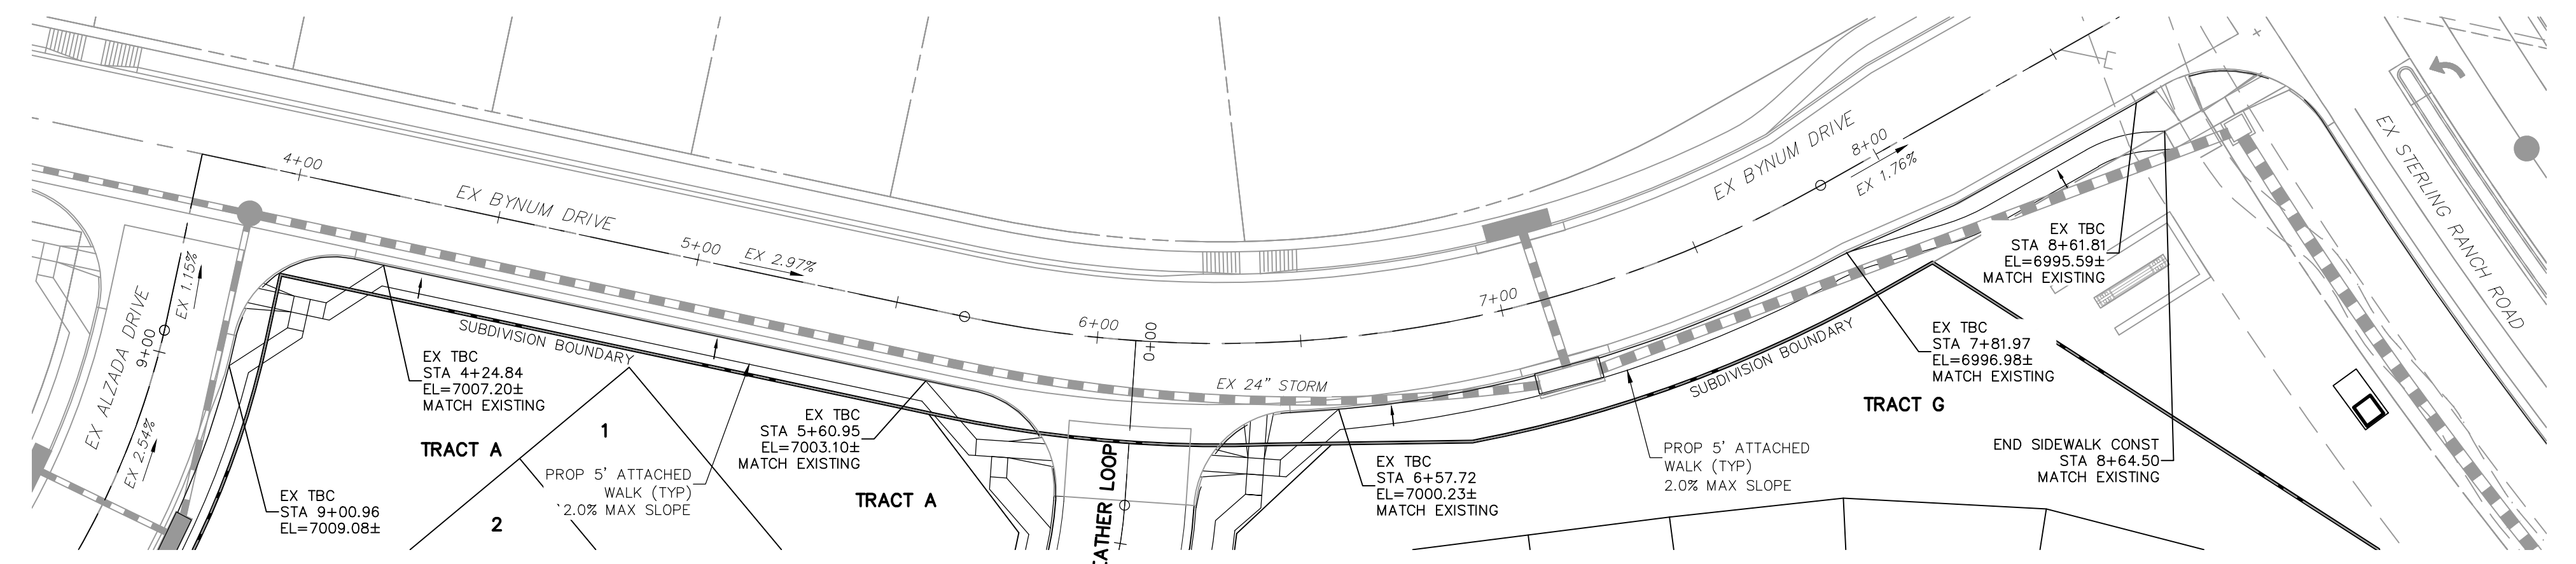 4+00
EX BYNUM DRIVE
5+00
EX 2.97%
6+00
0+00
7+00
EX BYNUM DRIVE
8+00
EX 1.76%
EX STERLING RANCH ROAD
EX ALZADA DRIVE
9+00
EX 1.15%
EX 2.54%
SUBDIVISION BOUNDARY
EX TBC
STA 4+24.84
EL=7007.20±
MATCH EXISTING
EX TBC
STA 9+00.96
EL=7009.08±
TRACT A
1
2
PROP 5' ATTACHED
WALK (TYP)
2.0% MAX SLOPE
EX TBC
STA 5+60.95
EL=7003.10±
MATCH EXISTING
TRACT A
EATHER LOOP
EX 24" STORM
EX TBC
STA 6+57.72
EL=7000.23±
MATCH EXISTING
PROP 5' ATTACHED
WALK (TYP)
2.0% MAX SLOPE
SUBDIVISION BOUNDARY
TRACT G
EX TBC
STA 7+81.97
EL=6996.98±
MATCH EXISTING
EX TBC
STA 8+61.81
EL=6995.59±
MATCH EXISTING
END SIDEWALK CONST
STA 8+64.50
MATCH EXISTING